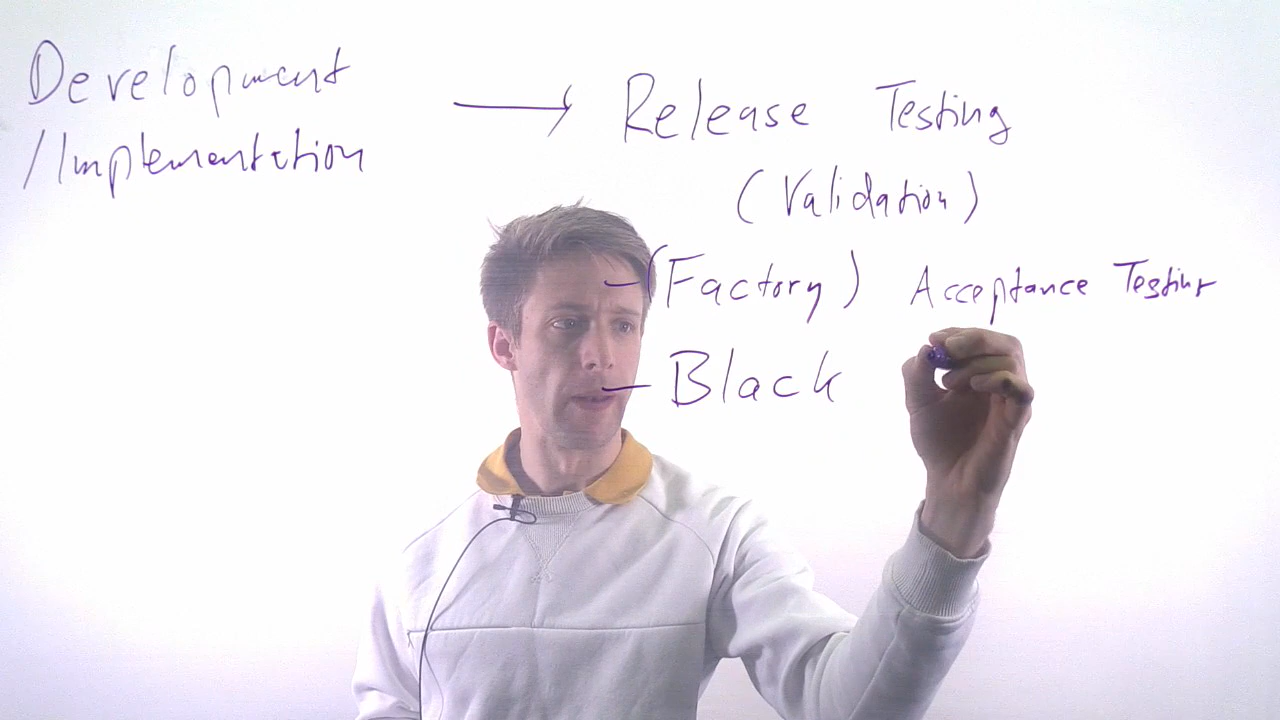 Development
/Implementation
→ Release Testing
(Validation)
- (Factory) Acceptance Testing
- Black